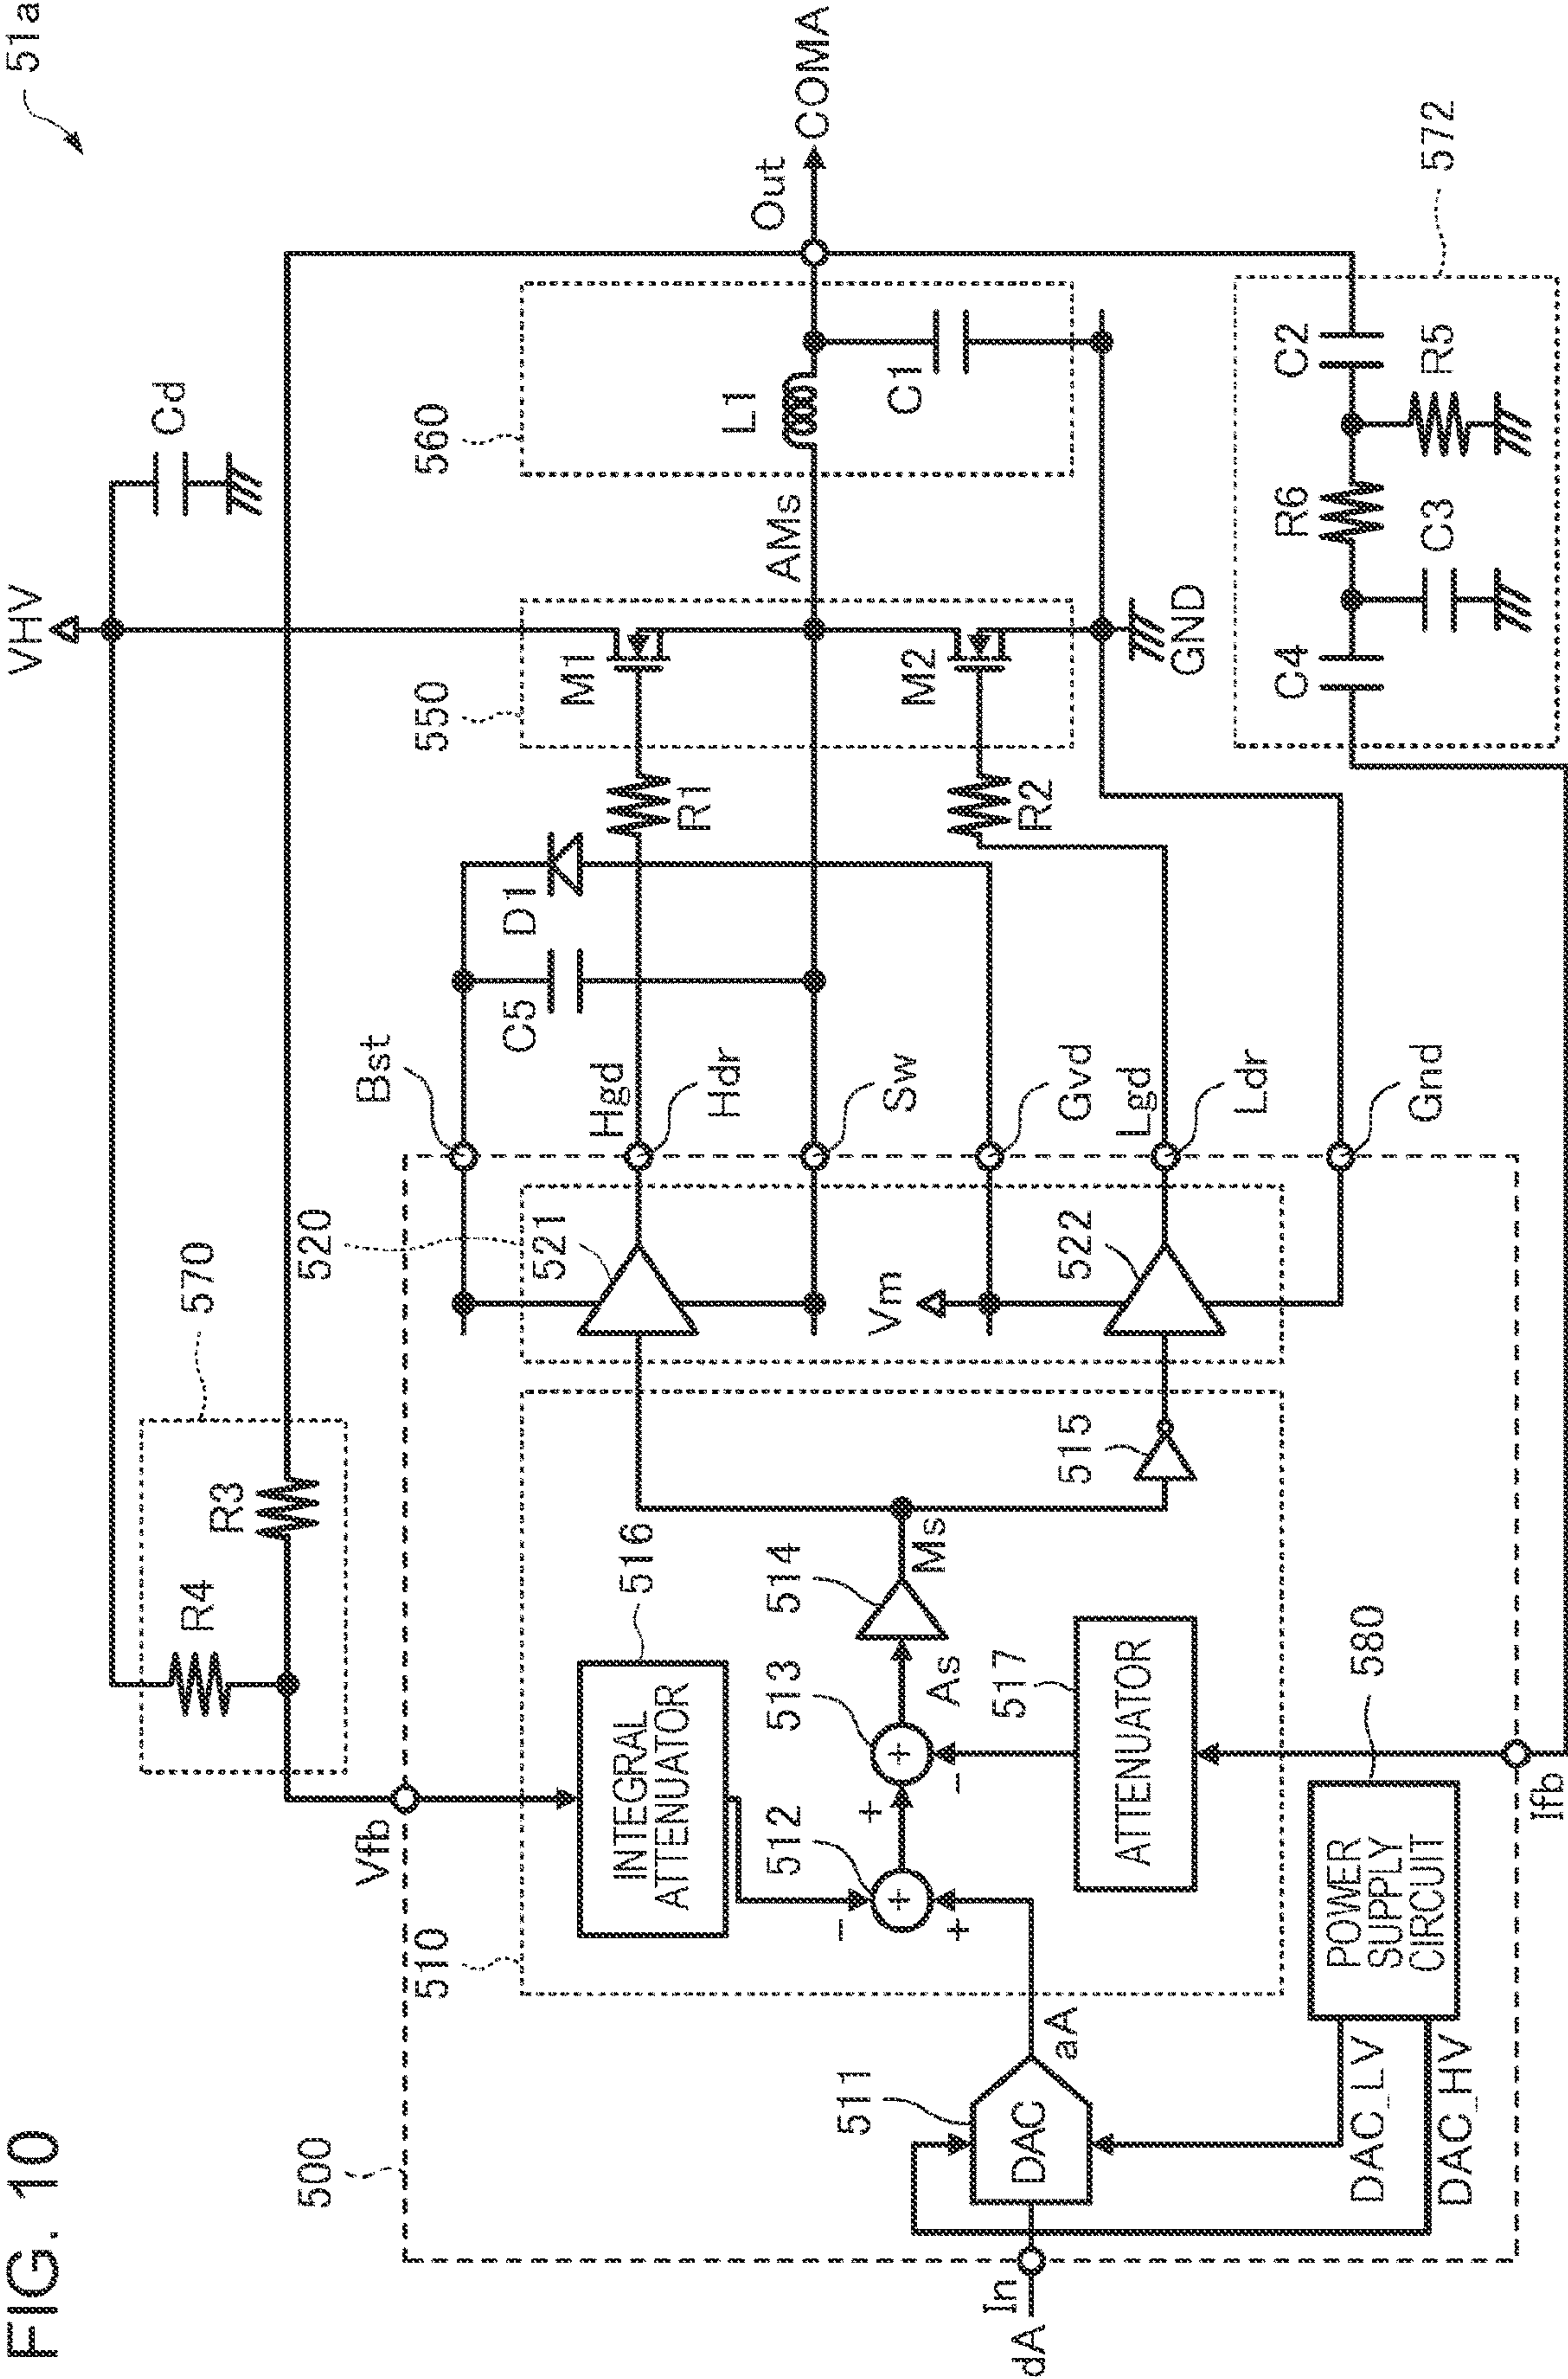 FIG. 10
51a
VHV
Cd
570
R4
R3
Vfb
500
510
520
Bst
550
560
INTEGRAL
ATTENUATOR
516
521
C5
D1
Hgd
Hdr
R1
M1
L1
AMs
Out
COMA
C1
512
513
514
-
+
+
+
+
-
As
Ms
Sw
Vm
Gvd
M2
R2
511
DAC
aA
In
dA
517
ATTENUATOR
515
522
Lgd
Ldr
GND
Gnd
580
POWER
SUPPLY
CIRCUIT
DAC_LV
DAC_HV
Ifb
C4
R6
C2
C3
R5
572